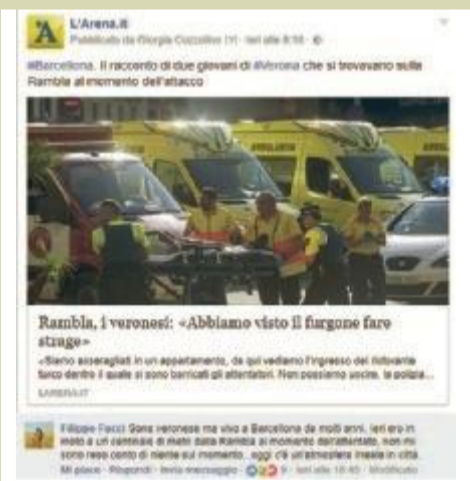 L'Arena.it
Pubblicato da Giorgia Cozzolino [?] · Ieri alle 8:58 ·
#Barcellona. Il racconto di due giovani di #Verona che si trovavano sulla
Rambla al momento dell'attacco
AMBULÀNCIA
Rambla, i veronesi: «Abbiamo visto il furgone fare
strage»
«Siamo asseragliati in un appartamento, da qui vediamo l'ingresso del ristorante
turco dentro il quale si sono barricati gli attentatori. Non possiamo uscire, la polizia...
LARENA.IT
Filippo Facci Sono veronese ma vivo a Barcellona da molti anni. Ieri ero in
moto a un centinaio di metri dalla Rambla al momento dell'attentato, non mi
sono reso conto di niente sul momento.. oggi c'è un'atmosfera irreale in città.
Mi piace · Rispondi · Invia messaggio · 9 · Ieri alle 10:40 · Modificato